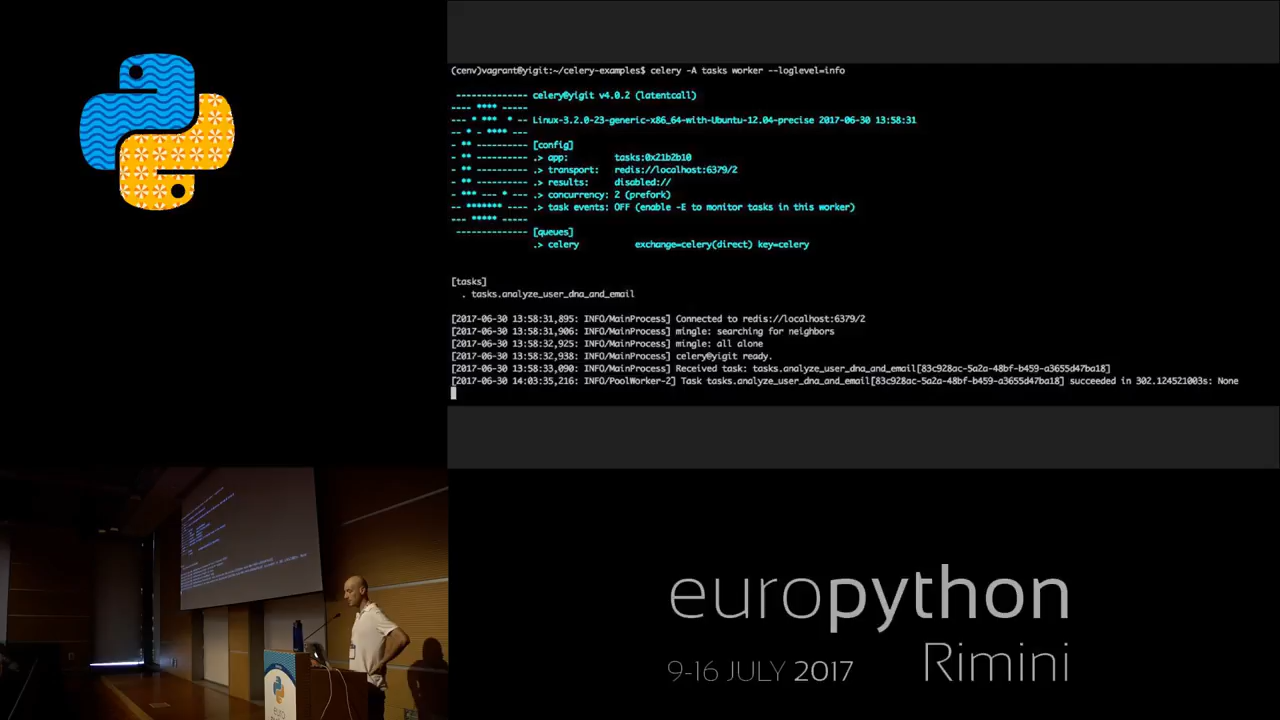 (cenv)vagrant@yigit:~/celery-examples$ celery -A tasks worker --loglevel=info
-------------- celery@yigit v4.0.2 (latentcall)
---- **** -----
--- * ***  * -- Linux-3.2.0-23-generic-x86_64-with-Ubuntu-12.04-precise 2017-06-30 13:58:31
-- * - **** ---
- ** ---------- [config]
- ** ---------- .> app:         tasks:0x21b2b10
- ** ---------- .> transport:   redis://localhost:6379/2
- ** ---------- .> results:     disabled://
- *** --- * --- .> concurrency: 2 (prefork)
-- ******* ---- .> task events: OFF (enable -E to monitor tasks in this worker)
--- ***** -----
-------------- [queues]
.> celery           exchange=celery(direct) key=celery
[tasks]
. tasks.analyze_user_dna_and_email
[2017-06-30 13:58:31,895: INFO/MainProcess] Connected to redis://localhost:6379/2
[2017-06-30 13:58:31,906: INFO/MainProcess] mingle: searching for neighbors
[2017-06-30 13:58:32,925: INFO/MainProcess] mingle: all alone
[2017-06-30 13:58:32,938: INFO/MainProcess] celery@yigit ready.
[2017-06-30 13:58:33,090: INFO/MainProcess] Received task: tasks.analyze_user_dna_and_email[83c928ac-5a2a-48bf-b459-a3655d47ba18]
[2017-06-30 14:03:35,216: INFO/PoolWorker-2] Task tasks.analyze_user_dna_and_email[83c928ac-5a2a-48bf-b459-a3655d47ba18] succeeded in 302.124521003s: None
europython
Rimini
9-16 JULY 2017